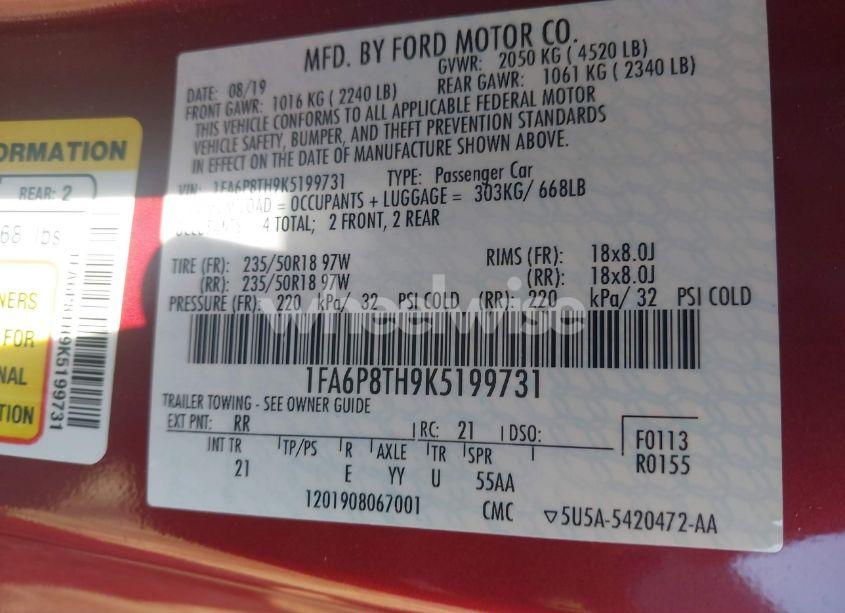 MFD. BY FORD MOTOR CO.
DATE: 08/19 GVWR: 2050 KG ( 4520 LB)
FRONT GAWR: 1016 KG ( 2240 LB) REAR GAWR: 1061 KG ( 2340 LB)
THIS VEHICLE CONFORMS TO ALL APPLICABLE FEDERAL MOTOR
VEHICLE SAFETY, BUMPER, AND THEFT PREVENTION STANDARDS
IN EFFECT ON THE DATE OF MANUFACTURE SHOWN ABOVE.
VIN: 1FA6P8TH9K5199731 TYPE: Passenger Car
= OCCUPANTS + LUGGAGE = 303KG/ 668LB
4 TOTAL; 2 FRONT, 2 REAR
TIRE (FR): 235/50R18 97W RIMS (FR): 18x8.0J
(RR): 235/50R18 97W (RR): 18x8.0J
PRESSURE (FR): 220 kPa/ 32 PSI COLD (RR): 220 kPa/ 32 PSI COLD
wheelwise
1FA6P8TH9K5199731
TRAILER TOWING - SEE OWNER GUIDE
EXT PNT: RR RC: 21 DSO:
INT TR TP/PS R AXLE TR SPR
21 E YY U 55AA
F0113
R0155
1201908067001 CMC ▽5U5A-5420472-AA
ORMATION
REAR: 2
68 lbs
NERS
FOR
NAL
TION
1FA6P8TH9K5199731